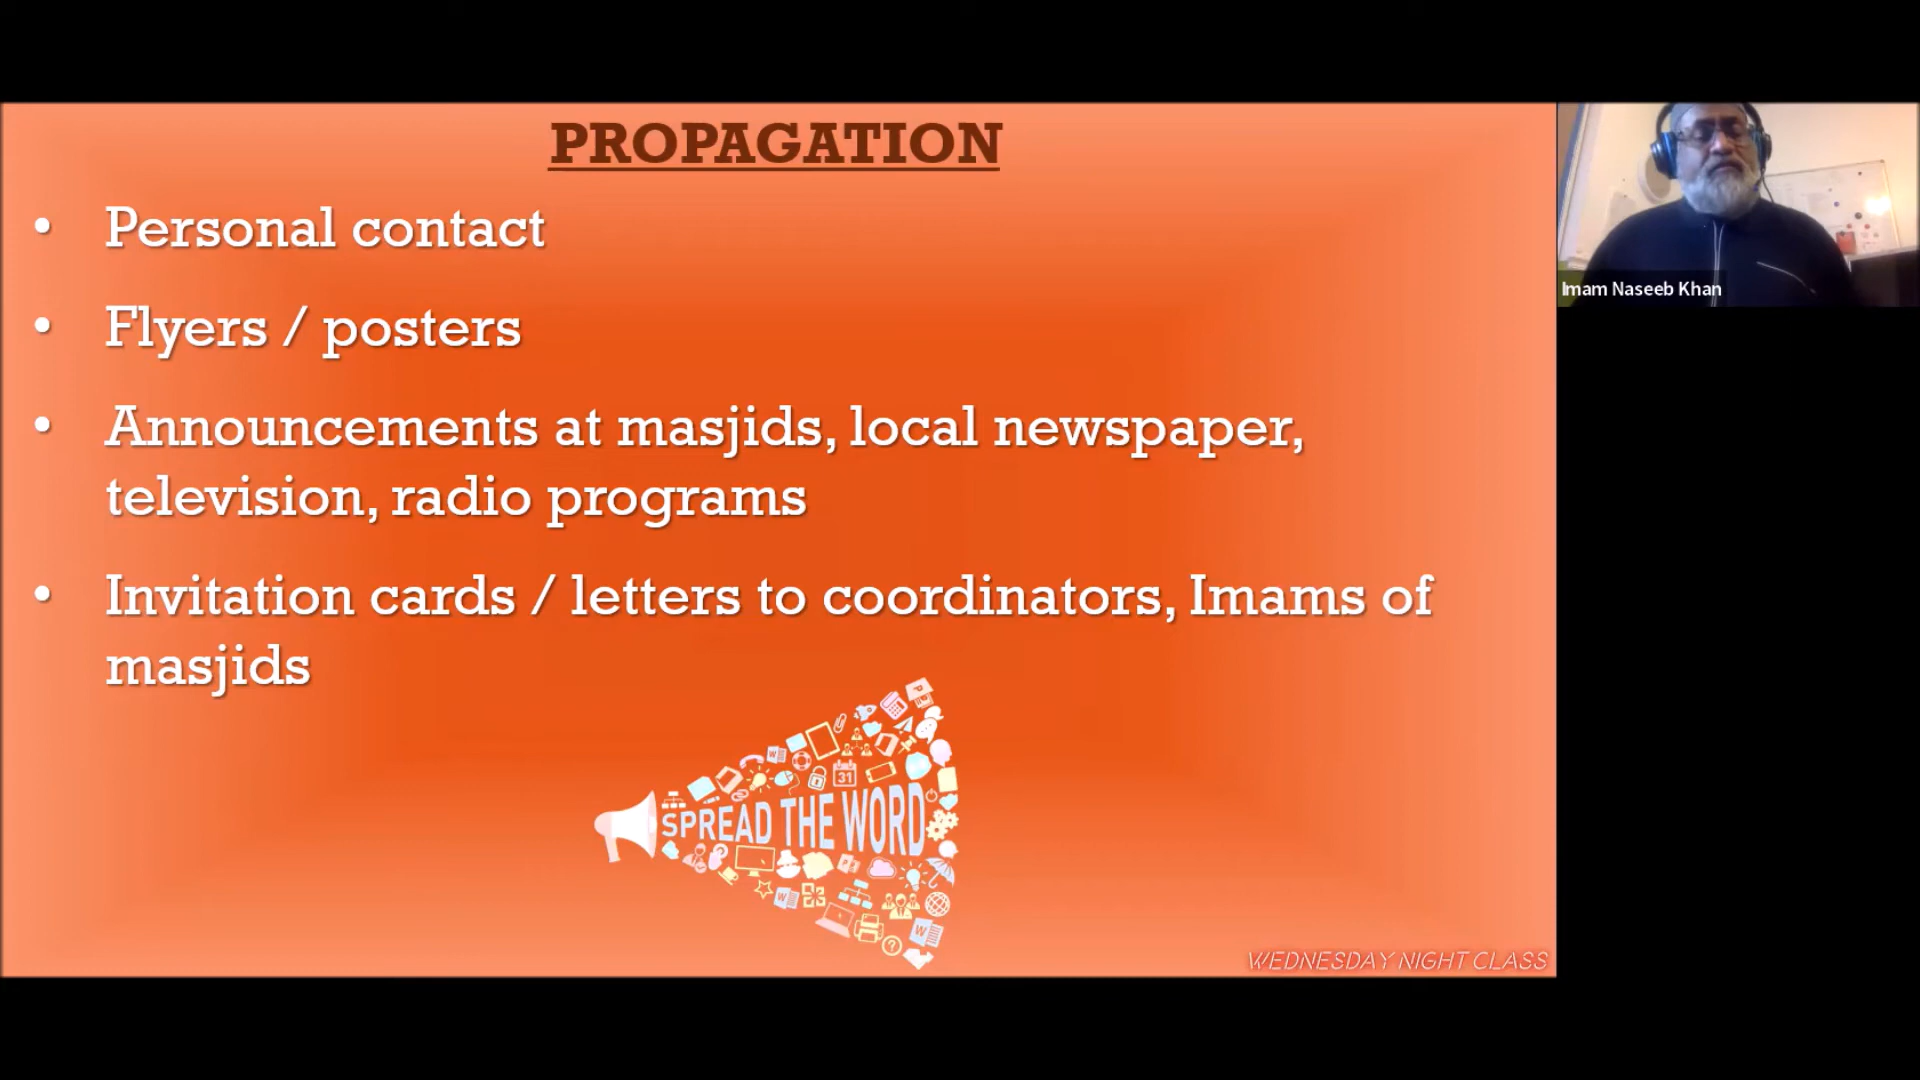 PROPAGATION
• Personal contact
• Flyers / posters
• Announcements at masjids, local newspaper,
television, radio programs
• Invitation cards / letters to coordinators, Imams of
masjids
SPREAD THE WORD
31
WEDNESDAY NIGHT CLASS
Imam Naseeb Khan